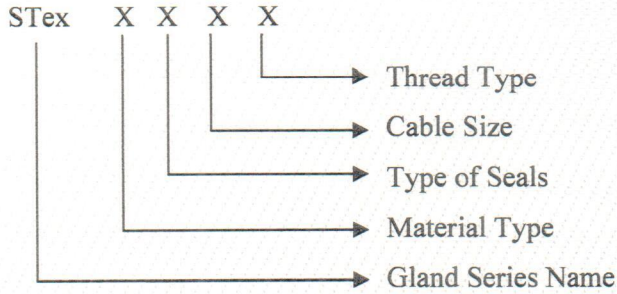 STex X X X X
Thread Type
Cable Size
Type of Seals
Material Type
Gland Series Name